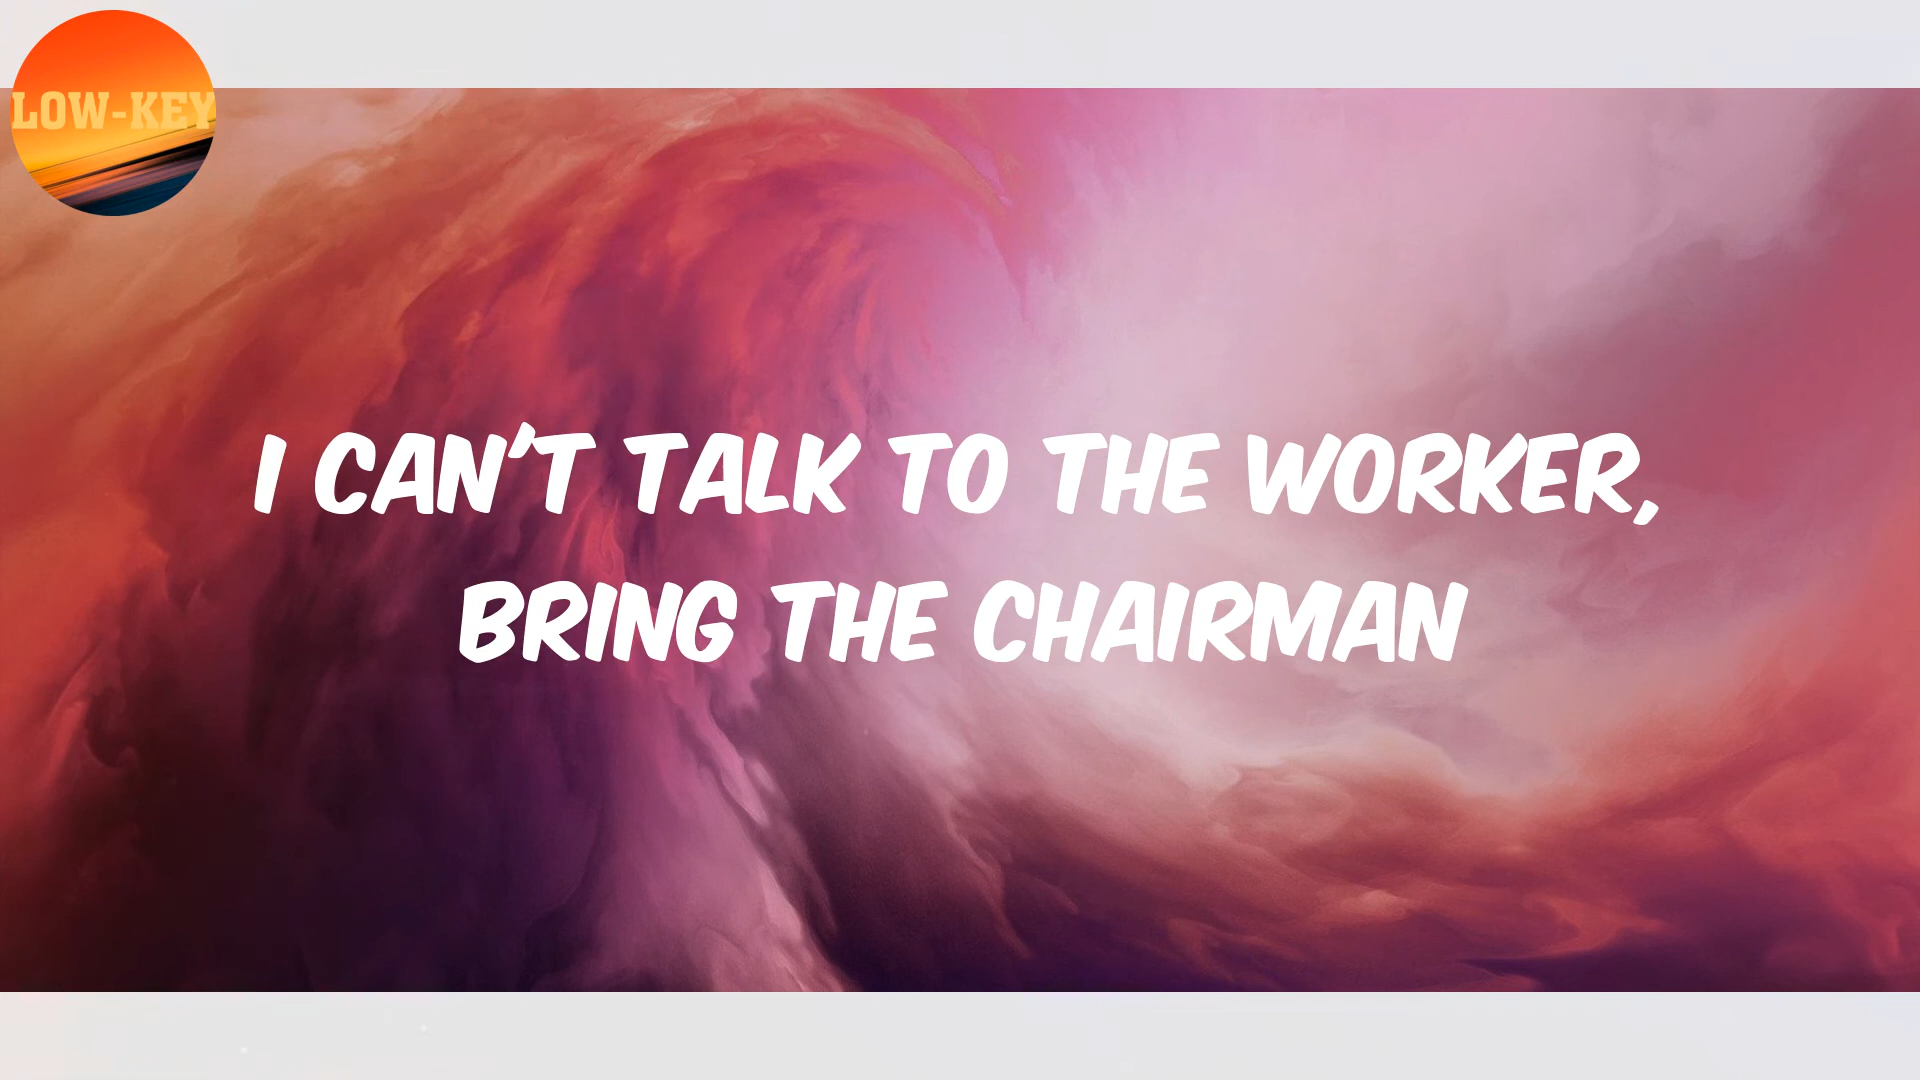 LOW-KEY
I CAN'T TALK TO THE WORKER,
BRING THE CHAIRMAN